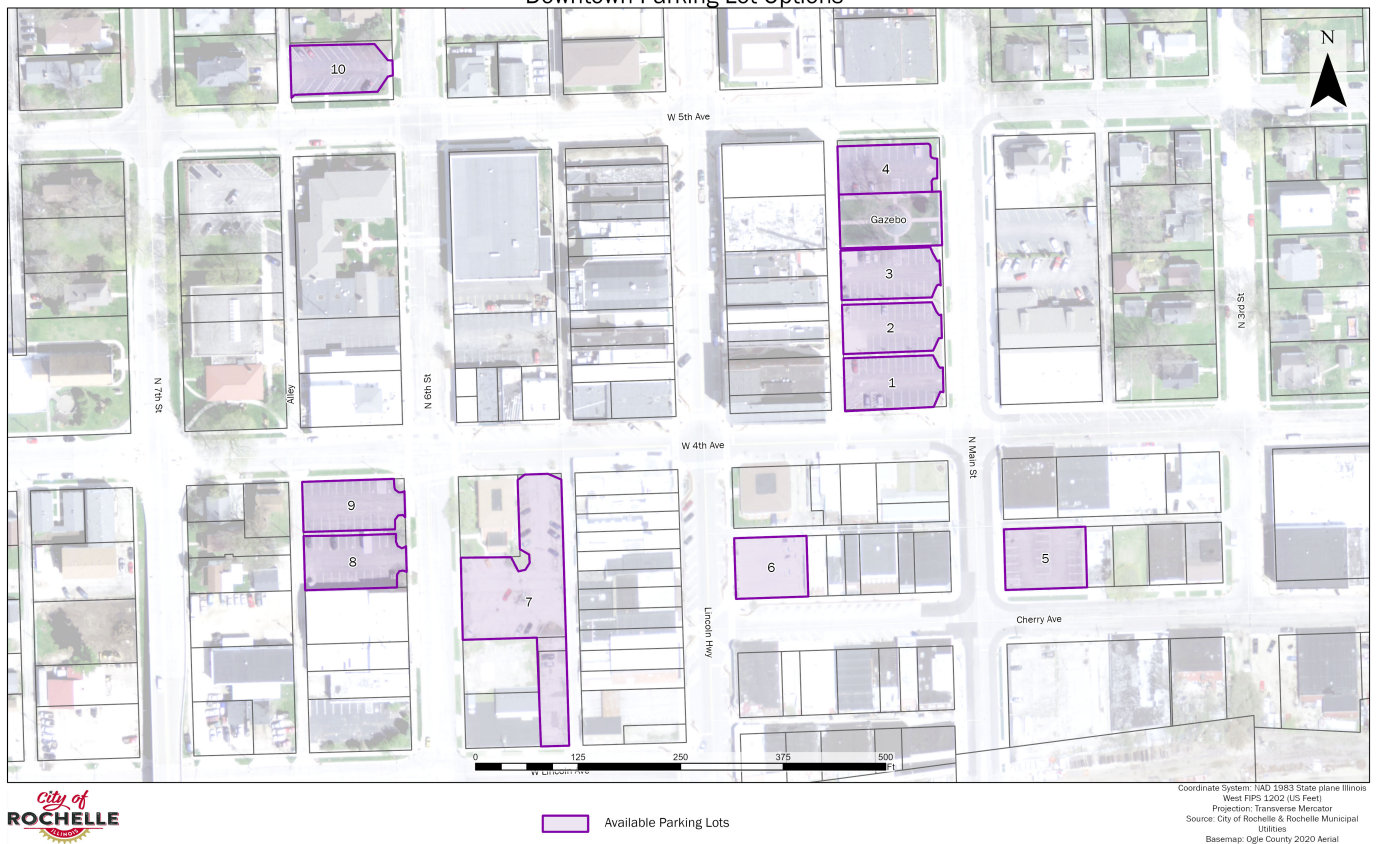 Downtown Parking Lot Options
N
10
W 5th Ave
4
Gazebo
3
2
1
N 3rd St
N 7th St
Alley
N 6th St
W 4th Ave
N Main St
9
8
7
6
5
Lincoln Hwy
Cherry Ave
0 125 250 375 500
Ft
W Lincoln Ave
City of
ROCHELLE
ILLINOIS
Available Parking Lots
Coordinate System: NAD 1983 State plane Illinois
West FIPS 1202 (US Feet)
Projection: Transverse Mercator
Source: City of Rochelle & Rochelle Municipal
Utilities
Basemap: Ogle County 2020 Aerial